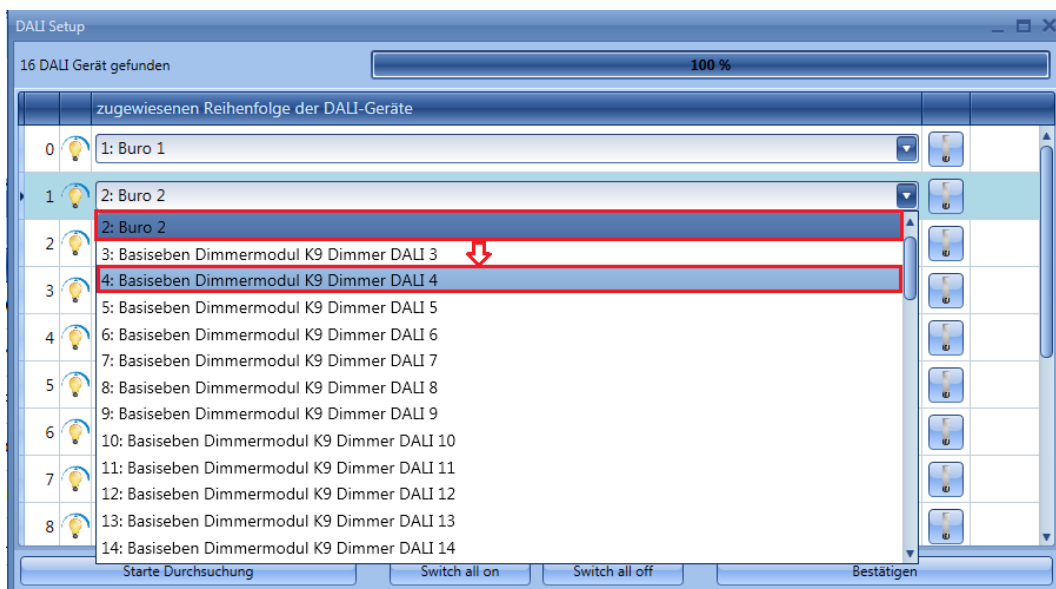 DALI Setup
16 DALI Gerät gefunden
100 %
zugewiesenen Reihenfolge der DALI-Geräte
0 1: Buro 1
1 2: Buro 2
2: Buro 2
2 3: Basiseben Dimmermodul K9 Dimmer DALI 3
4: Basiseben Dimmermodul K9 Dimmer DALI 4
3 5: Basiseben Dimmermodul K9 Dimmer DALI 5
4 6: Basiseben Dimmermodul K9 Dimmer DALI 6
7: Basiseben Dimmermodul K9 Dimmer DALI 7
5 8: Basiseben Dimmermodul K9 Dimmer DALI 8
9: Basiseben Dimmermodul K9 Dimmer DALI 9
6 10: Basiseben Dimmermodul K9 Dimmer DALI 10
11: Basiseben Dimmermodul K9 Dimmer DALI 11
7 12: Basiseben Dimmermodul K9 Dimmer DALI 12
8 13: Basiseben Dimmermodul K9 Dimmer DALI 13
14: Basiseben Dimmermodul K9 Dimmer DALI 14
Starte Durchsuchung
Switch all on
Switch all off
Bestätigen